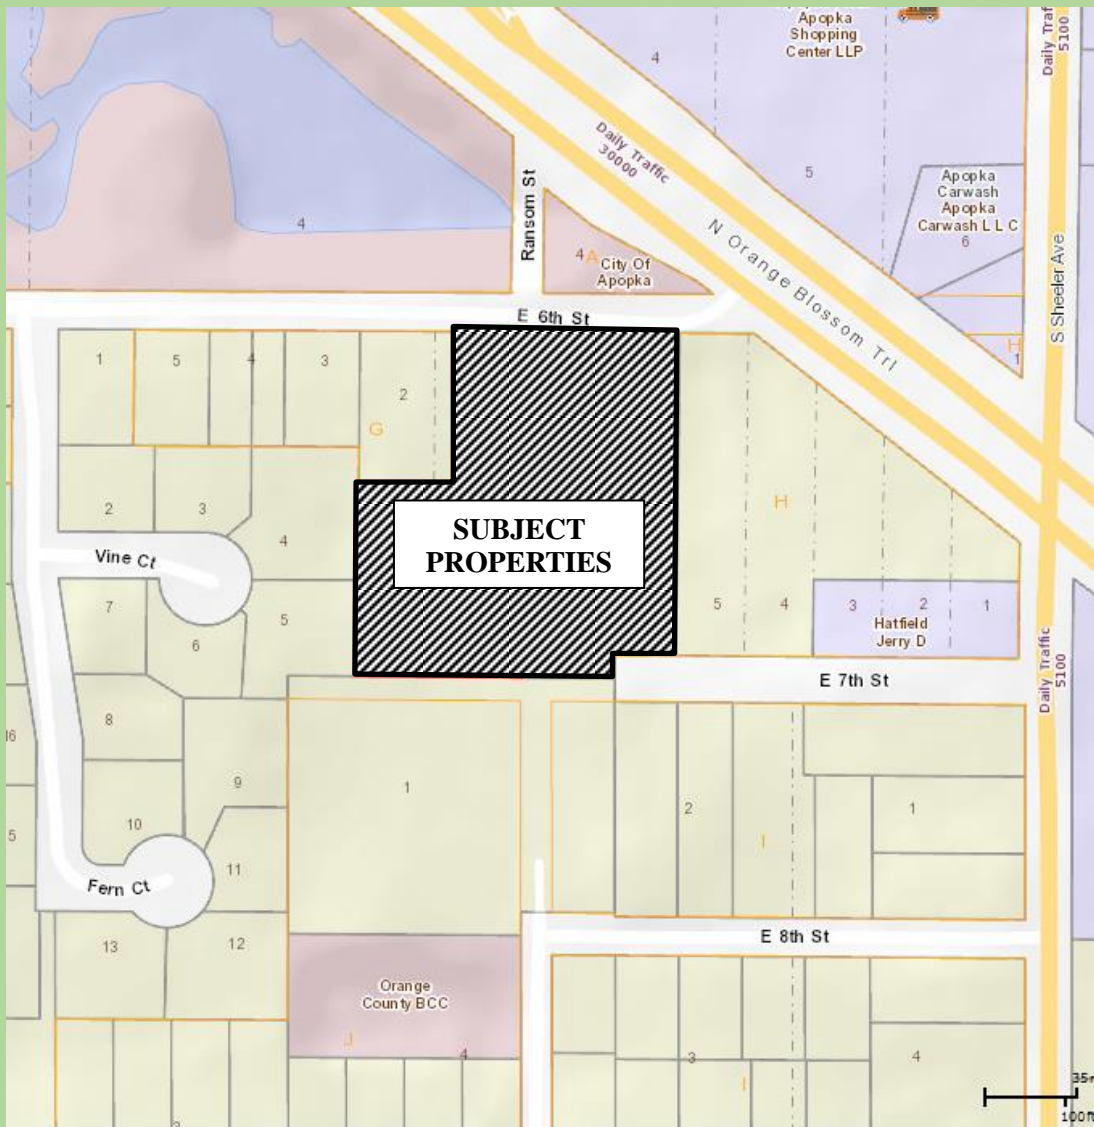 Apopka
Shopping
Center LLP
4
Daily Traf
5100
Daily Traffic
30000
5
Apopka
Carwash
Apopka
Carwash L L C
6
Ransom St
4
4
A
City Of
Apopka
N Orange Blossom Trl
S Sheeler Ave
E 6th St
H
1
1
5
4
3
2
G
2
3
4
H
SUBJECT
PROPERTIES
Vine Ct
7
6
5
5
4
3
2
1
Hatfield
Jerry D
E 7th St
Daily Traffic
5100
8
16
9
1
2
1
10
5
I
11
Fern Ct
13
12
E 8th St
Orange
County BCC
J
4
3
4
I
35m
100ft